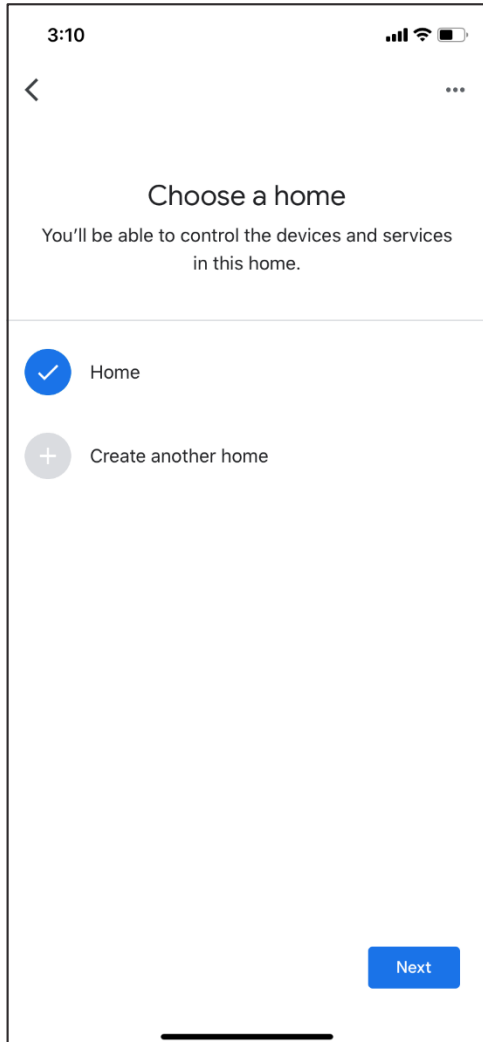 3:10
Choose a home
You’ll be able to control the devices and services
in this home.
Home
Create another home
Next